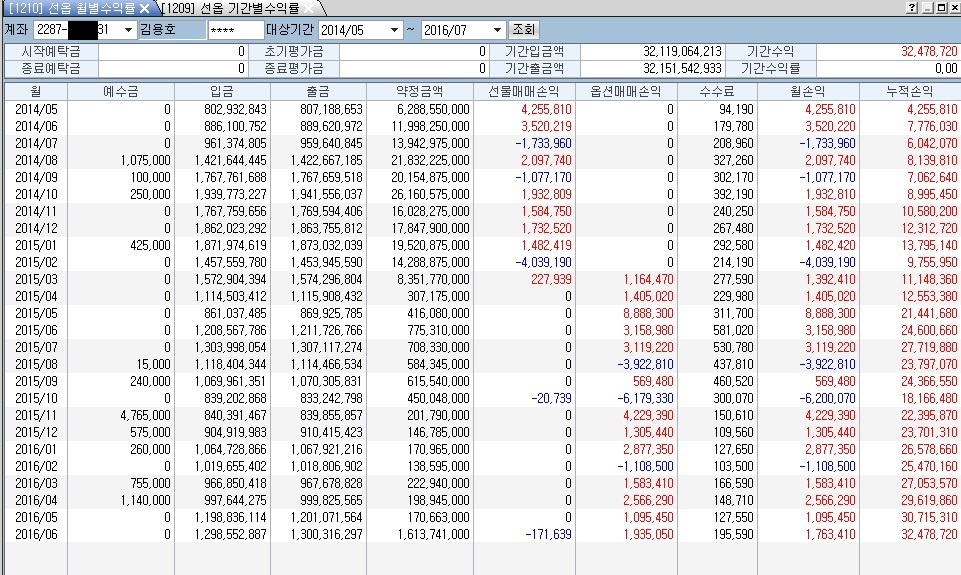 [1210] 선옵 월별수익률 [1209] 선옵 기간별수익률
계좌 2287- 31 김용호 **** 대상기간 2014/05 ~ 2016/07 조회
시작예탁금 0 초기평가금 0 기간입금액 32,119,064,213 기간수익 32,478,720
종료예탁금 0 종료평가금 0 기간출금액 32,151,542,933 기간수익률 0,00
월 예수금 입금 출금 약정금액 선물매매손익 옵션매매손익 수수료 월손익 누적손익
2014/05 0 802,932,843 807,188,653 6,288,550,000 4,255,810 0 94,190 4,255,810 4,255,810
2014/06 0 886,100,752 889,620,972 11,998,250,000 3,520,219 0 179,780 3,520,220 7,776,030
2014/07 0 961,374,805 959,640,845 13,942,975,000 -1,733,960 0 208,960 -1,733,960 6,042,070
2014/08 1,075,000 1,421,644,445 1,422,667,185 21,832,225,000 2,097,740 0 327,260 2,097,740 8,139,810
2014/09 100,000 1,767,761,688 1,767,659,518 20,154,875,000 -1,077,170 0 302,170 -1,077,170 7,062,640
2014/10 250,000 1,939,773,227 1,941,556,037 26,160,575,000 1,932,809 0 392,190 1,932,810 8,995,450
2014/11 0 1,767,759,656 1,769,594,406 16,028,275,000 1,584,750 0 240,250 1,584,750 10,580,200
2014/12 0 1,862,023,292 1,863,755,812 17,847,900,000 1,732,520 0 267,480 1,732,520 12,312,720
2015/01 425,000 1,871,974,619 1,873,032,039 19,520,875,000 1,482,419 0 292,580 1,482,420 13,795,140
2015/02 0 1,457,559,780 1,453,945,590 14,288,875,000 -4,039,190 0 214,190 -4,039,190 9,755,950
2015/03 0 1,572,904,394 1,574,296,804 8,351,770,000 227,939 1,164,470 277,590 1,392,410 11,148,360
2015/04 0 1,114,503,412 1,115,908,432 307,175,000 0 1,405,020 229,980 1,405,020 12,553,380
2015/05 0 861,037,485 869,925,785 416,080,000 0 8,888,300 311,700 8,888,300 21,441,680
2015/06 0 1,208,567,786 1,211,726,766 775,310,000 0 3,158,980 581,020 3,158,980 24,600,660
2015/07 0 1,303,998,054 1,307,117,274 708,330,000 0 3,119,220 530,780 3,119,220 27,719,880
2015/08 15,000 1,118,404,344 1,114,466,534 584,345,000 0 -3,922,810 437,810 -3,922,810 23,797,070
2015/09 240,000 1,069,961,351 1,070,305,831 615,540,000 0 569,480 460,520 569,480 24,366,550
2015/10 0 839,202,868 833,242,798 450,048,000 -20,739 -6,179,330 300,070 -6,200,070 18,166,480
2015/11 4,765,000 840,391,467 839,855,857 201,790,000 0 4,229,390 150,610 4,229,390 22,395,870
2015/12 575,000 904,919,983 910,415,423 146,785,000 0 1,305,440 109,560 1,305,440 23,701,310
2016/01 260,000 1,064,728,866 1,067,921,216 170,965,000 0 2,877,350 127,650 2,877,350 26,578,660
2016/02 0 1,019,655,402 1,018,806,902 138,595,000 0 -1,108,500 103,500 -1,108,500 25,470,160
2016/03 755,000 966,850,418 967,678,828 222,940,000 0 1,583,410 166,590 1,583,410 27,053,570
2016/04 1,140,000 997,644,275 999,825,565 198,945,000 0 2,566,290 148,710 2,566,290 29,619,860
2016/05 0 1,198,836,114 1,201,071,564 170,663,000 0 1,095,450 127,550 1,095,450 30,715,310
2016/06 0 1,298,552,887 1,300,316,297 1,613,741,000 -171,639 1,935,050 195,590 1,763,410 32,478,720